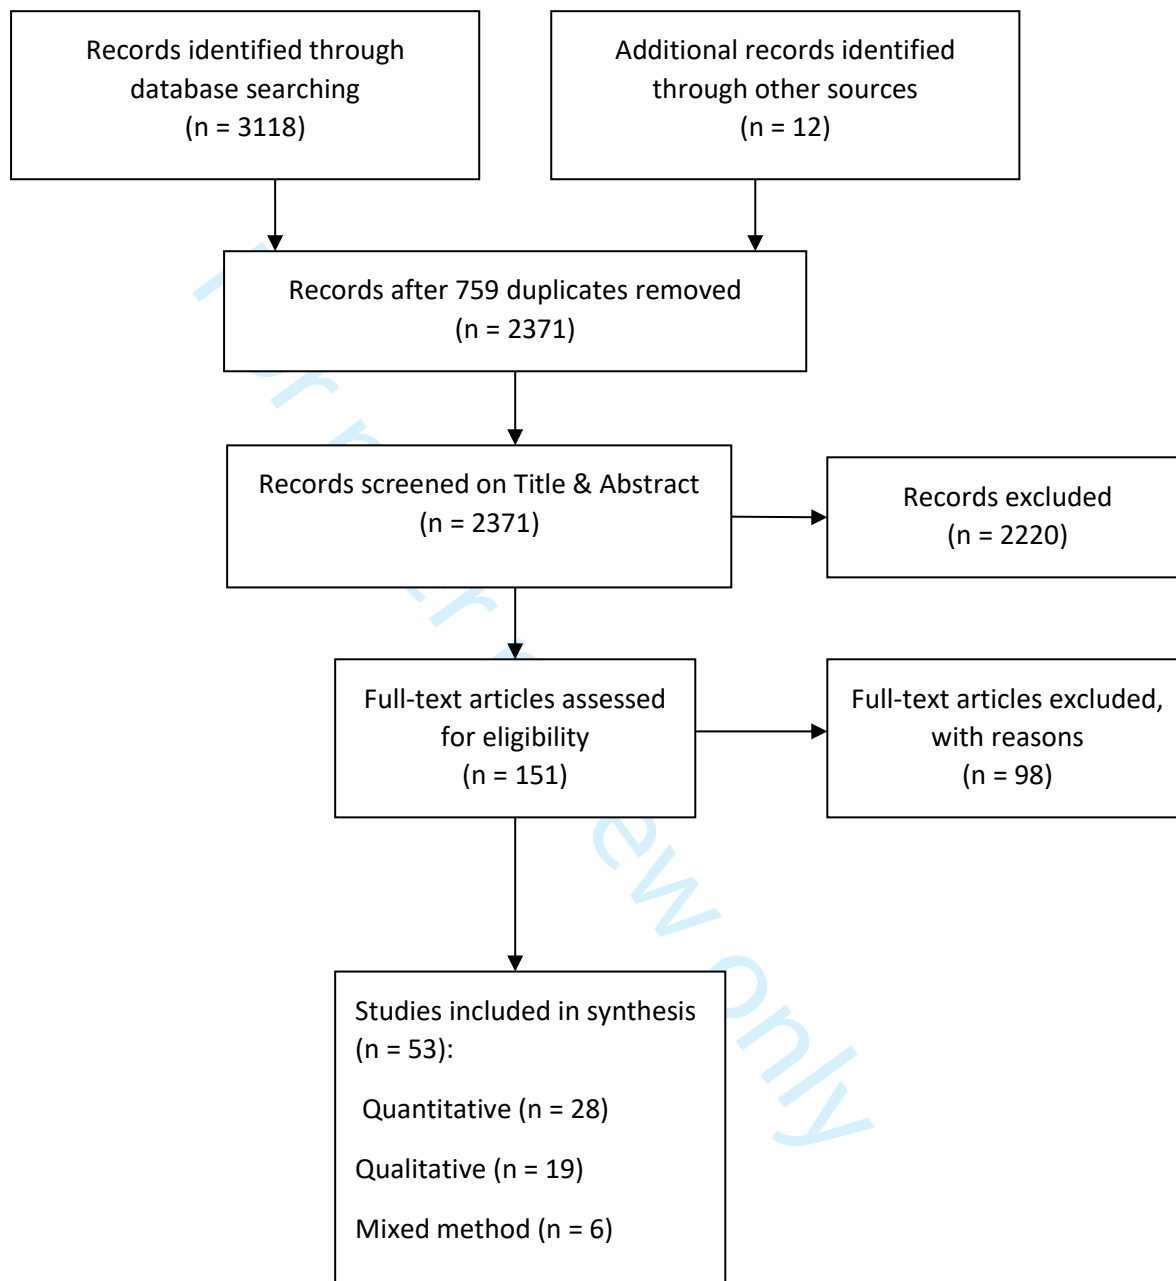 Records identified through
database searching
(n = 3118)
Additional records identified
through other sources
(n = 12)
Records after 759 duplicates removed
(n = 2371)
Records screened on Title & Abstract
(n = 2371)
Records excluded
(n = 2220)
Full-text articles assessed
for eligibility
(n = 151)
Full-text articles excluded,
with reasons
(n = 98)
Studies included in synthesis
(n = 53):
Quantitative (n = 28)
Qualitative (n = 19)
Mixed method (n = 6)
only